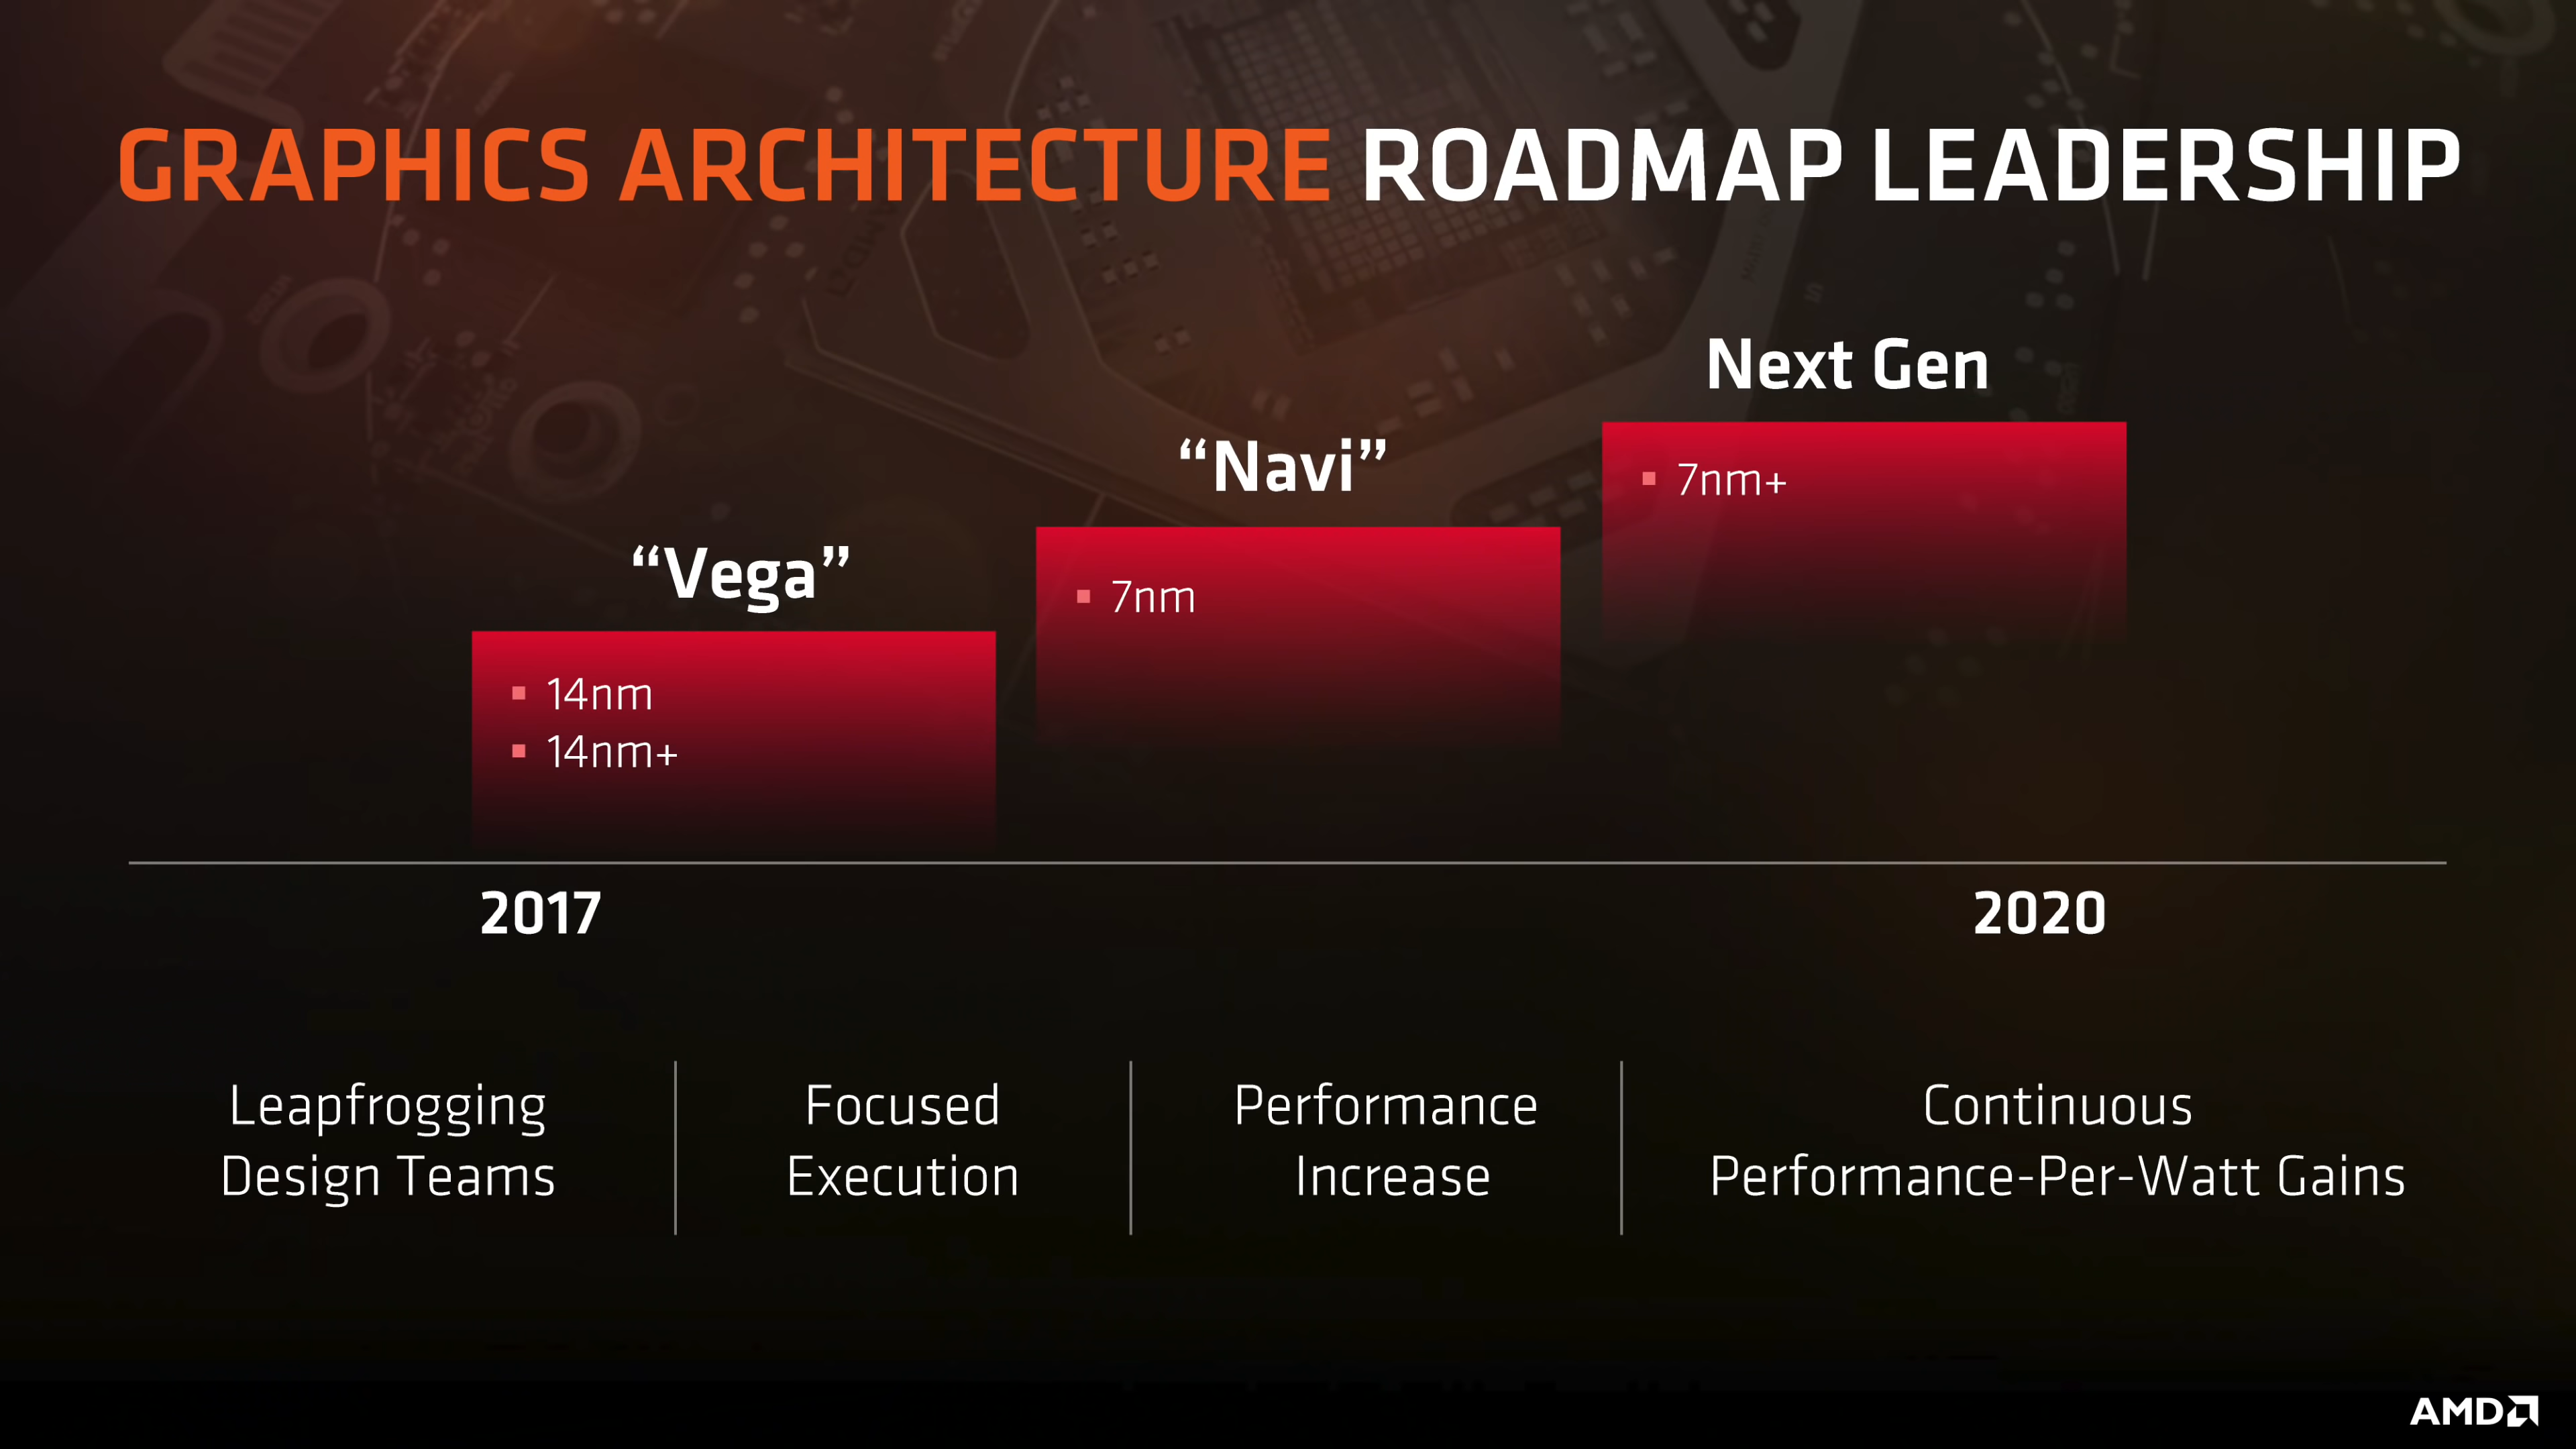 GRAPHICS ARCHITECTURE ROADMAP LEADERSHIP
Next Gen
▪ 7nm+
“Navi”
▪ 7nm
“Vega”
▪ 14nm
▪ 14nm+
2017
2020
Leapfrogging
Design Teams
Focused
Execution
Performance
Increase
Continuous
Performance-Per-Watt Gains
AMD